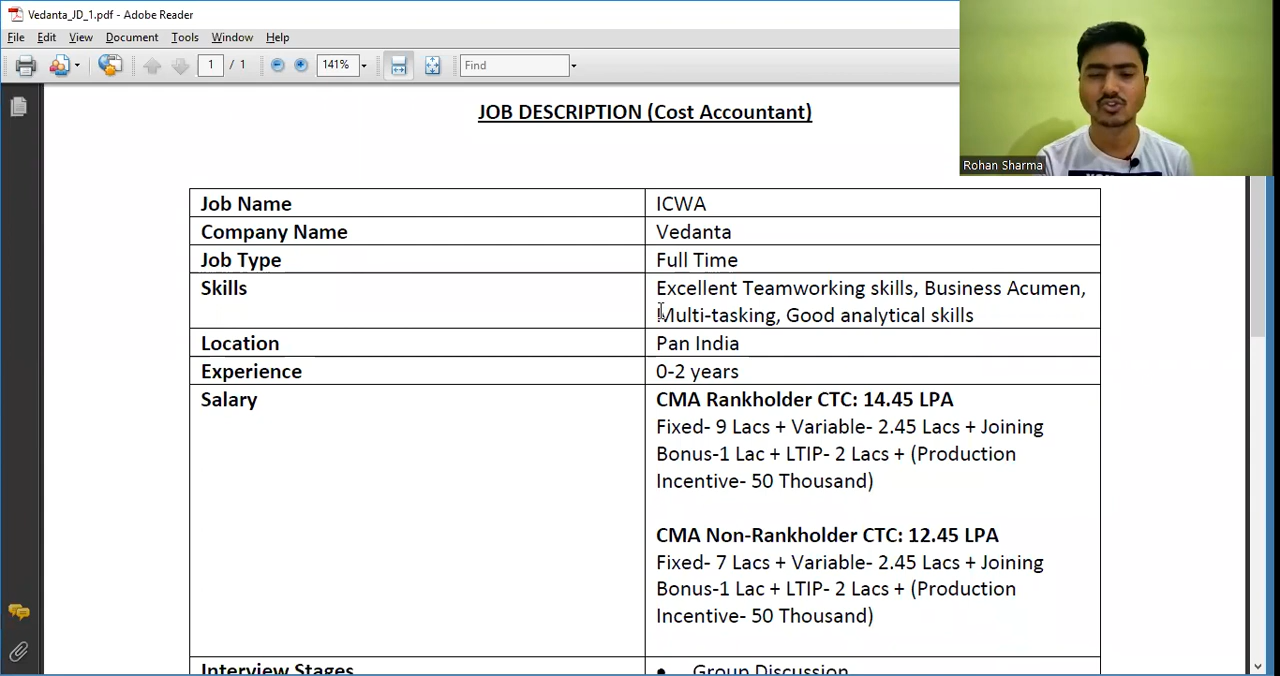 Vedanta_JD_1.pdf - Adobe Reader
File Edit View Document Tools Window Help
1 / 1 141% Find
Rohan Sharma
JOB DESCRIPTION (Cost Accountant)
Job Name ICWA
Company Name Vedanta
Job Type Full Time
Skills Excellent Teamworking skills, Business Acumen,
Multi-tasking, Good analytical skills
Location Pan India
Experience 0-2 years
Salary CMA Rankholder CTC: 14.45 LPA
Fixed- 9 Lacs + Variable- 2.45 Lacs + Joining
Bonus-1 Lac + LTIP- 2 Lacs + (Production
Incentive- 50 Thousand)
CMA Non-Rankholder CTC: 12.45 LPA
Fixed- 7 Lacs + Variable- 2.45 Lacs + Joining
Bonus-1 Lac + LTIP- 2 Lacs + (Production
Incentive- 50 Thousand)
Interview Stages • Group Discussion